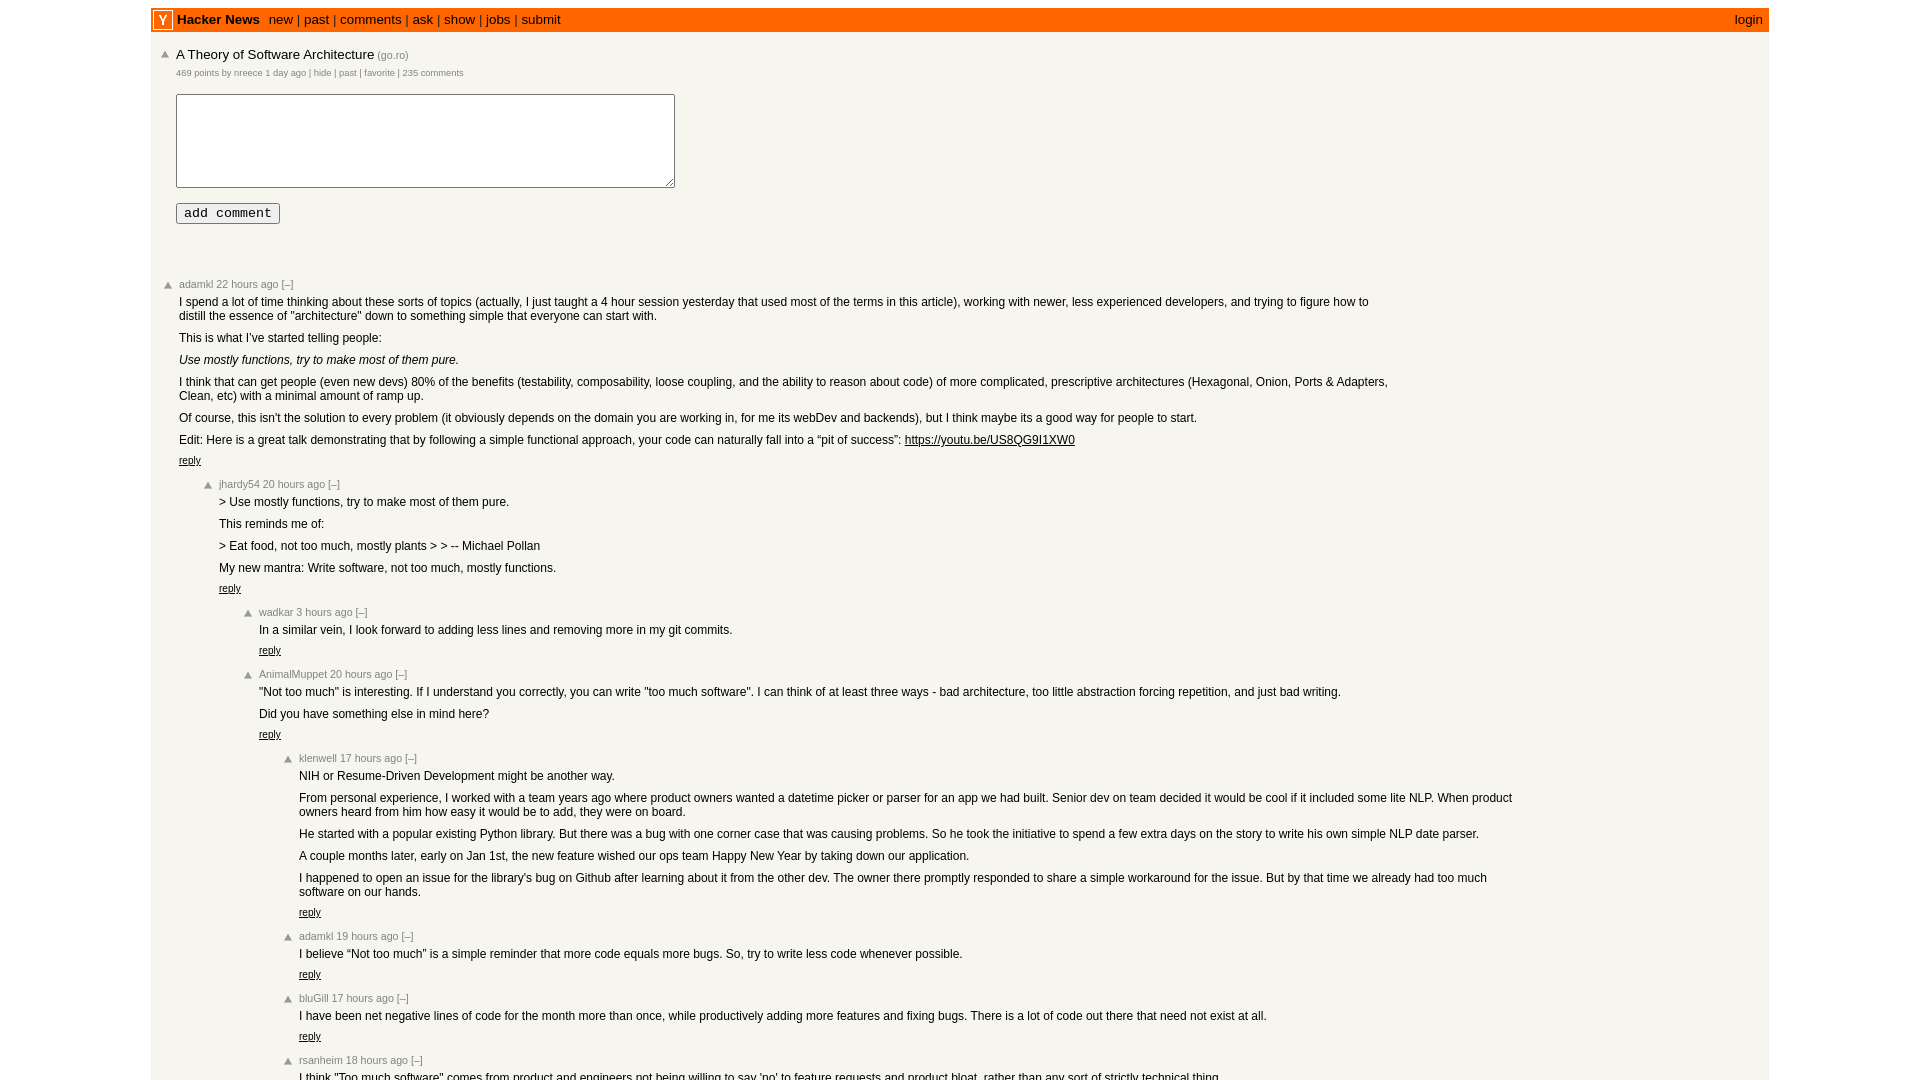 Y Hacker News new | past | comments | ask | show | jobs | submit login
A Theory of Software Architecture (go.ro)
469 points by nreece 1 day ago | hide | past | favorite | 235 comments
add comment
adamkl 22 hours ago [–]
I spend a lot of time thinking about these sorts of topics (actually, I just taught a 4 hour session yesterday that used most of the terms in this article), working with newer, less experienced developers, and trying to figure how to
distill the essence of "architecture" down to something simple that everyone can start with.
This is what I’ve started telling people:
Use mostly functions, try to make most of them pure.
I think that can get people (even new devs) 80% of the benefits (testability, composability, loose coupling, and the ability to reason about code) of more complicated, prescriptive architectures (Hexagonal, Onion, Ports & Adapters,
Clean, etc) with a minimal amount of ramp up.
Of course, this isn't the solution to every problem (it obviously depends on the domain you are working in, for me its webDev and backends), but I think maybe its a good way for people to start.
Edit: Here is a great talk demonstrating that by following a simple functional approach, your code can naturally fall into a “pit of success”: https://youtu.be/US8QG9I1XW0
reply
jhardy54 20 hours ago [–]
> Use mostly functions, try to make most of them pure.
This reminds me of:
> Eat food, not too much, mostly plants > > -- Michael Pollan
My new mantra: Write software, not too much, mostly functions.
reply
wadkar 3 hours ago [–]
In a similar vein, I look forward to adding less lines and removing more in my git commits.
reply
AnimalMuppet 20 hours ago [–]
"Not too much" is interesting. If I understand you correctly, you can write "too much software". I can think of at least three ways - bad architecture, too little abstraction forcing repetition, and just bad writing.
Did you have something else in mind here?
reply
klenwell 17 hours ago [–]
NIH or Resume-Driven Development might be another way.
From personal experience, I worked with a team years ago where product owners wanted a datetime picker or parser for an app we had built. Senior dev on team decided it would be cool if it included some lite NLP. When product
owners heard from him how easy it would be to add, they were on board.
He started with a popular existing Python library. But there was a bug with one corner case that was causing problems. So he took the initiative to spend a few extra days on the story to write his own simple NLP date parser.
A couple months later, early on Jan 1st, the new feature wished our ops team Happy New Year by taking down our application.
I happened to open an issue for the library's bug on Github after learning about it from the other dev. The owner there promptly responded to share a simple workaround for the issue. But by that time we already had too much
software on our hands.
reply
adamkl 19 hours ago [–]
I believe “Not too much” is a simple reminder that more code equals more bugs. So, try to write less code whenever possible.
reply
bluGill 17 hours ago [–]
I have been net negative lines of code for the month more than once, while productively adding more features and fixing bugs. There is a lot of code out there that need not exist at all.
reply
rsanheim 18 hours ago [–]
I think "Too much software" comes from product and engineers not being willing to say 'no' to feature requests and product bloat, rather than any sort of strictly technical thing.